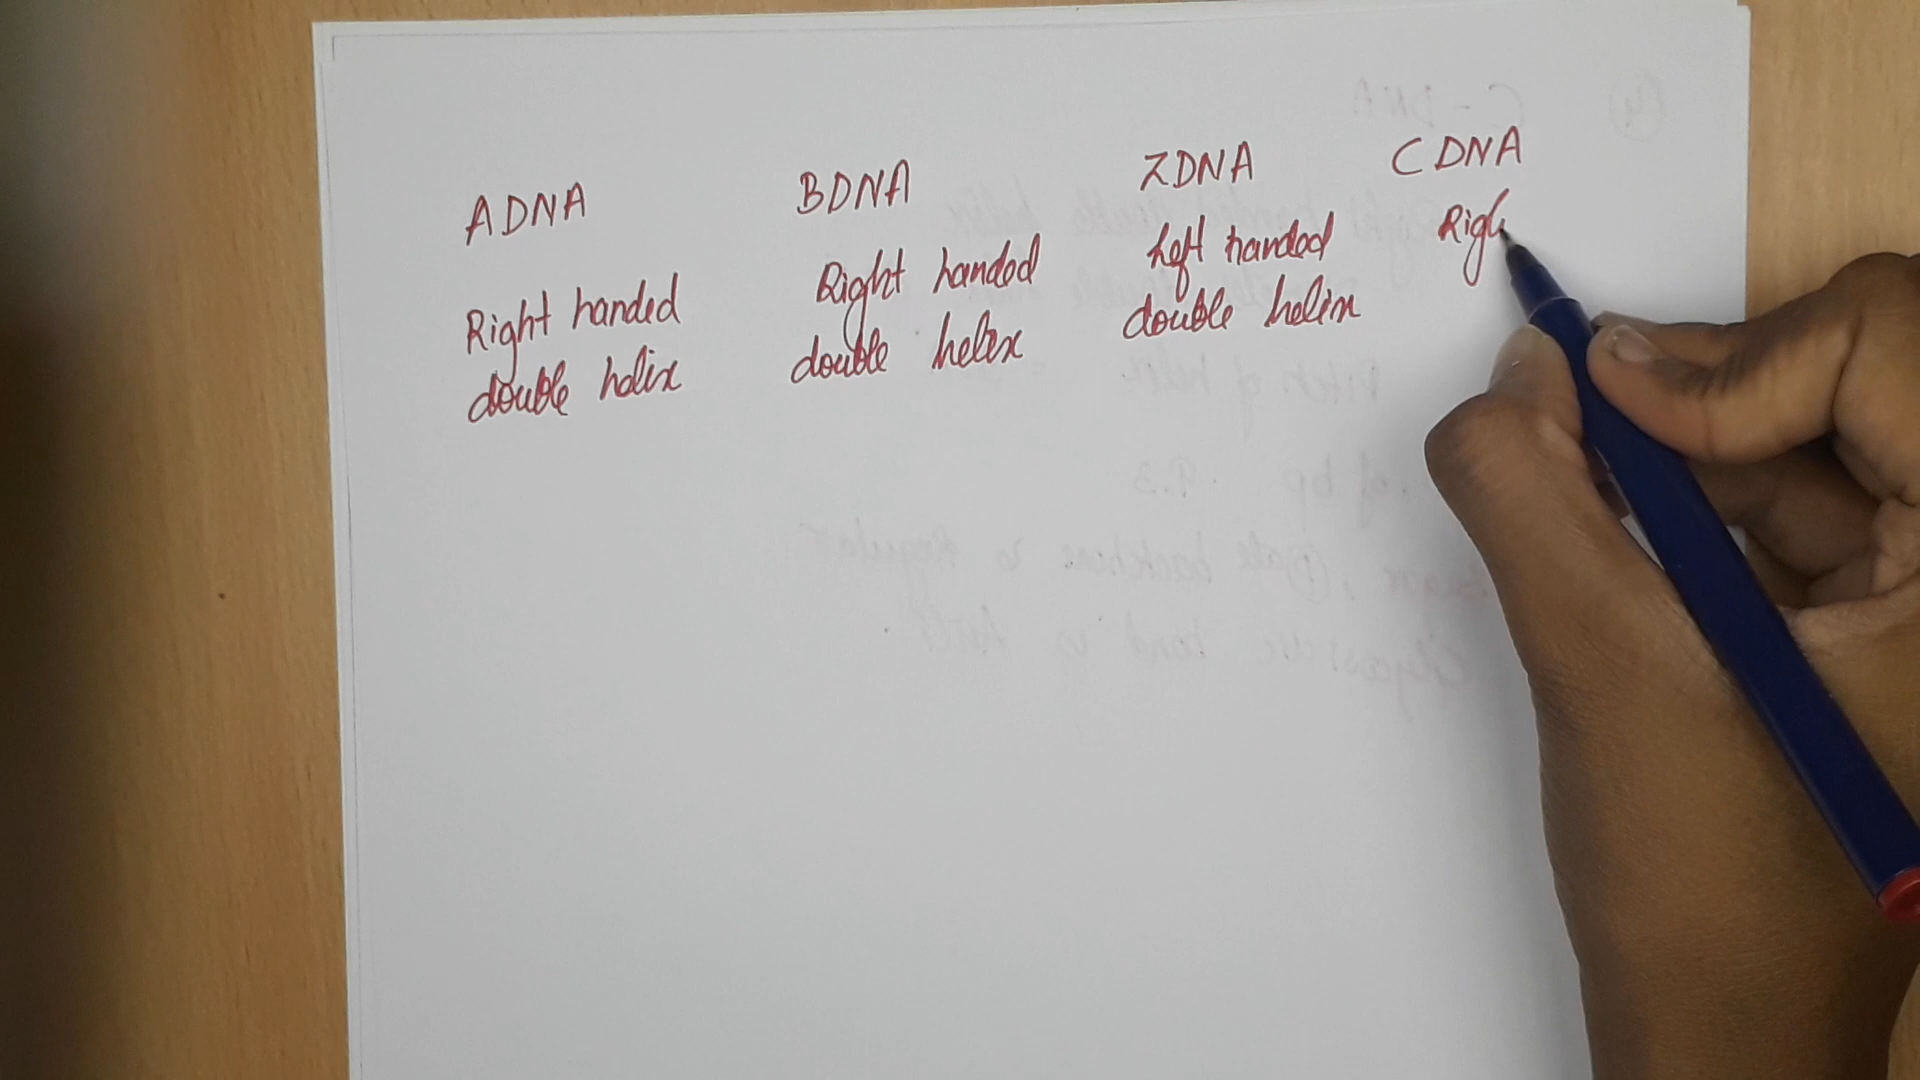 ADNA
Right handed
double helix
BDNA
Right handed
double helix
ZDNA
Left handed
double helix
CDNA
Righ